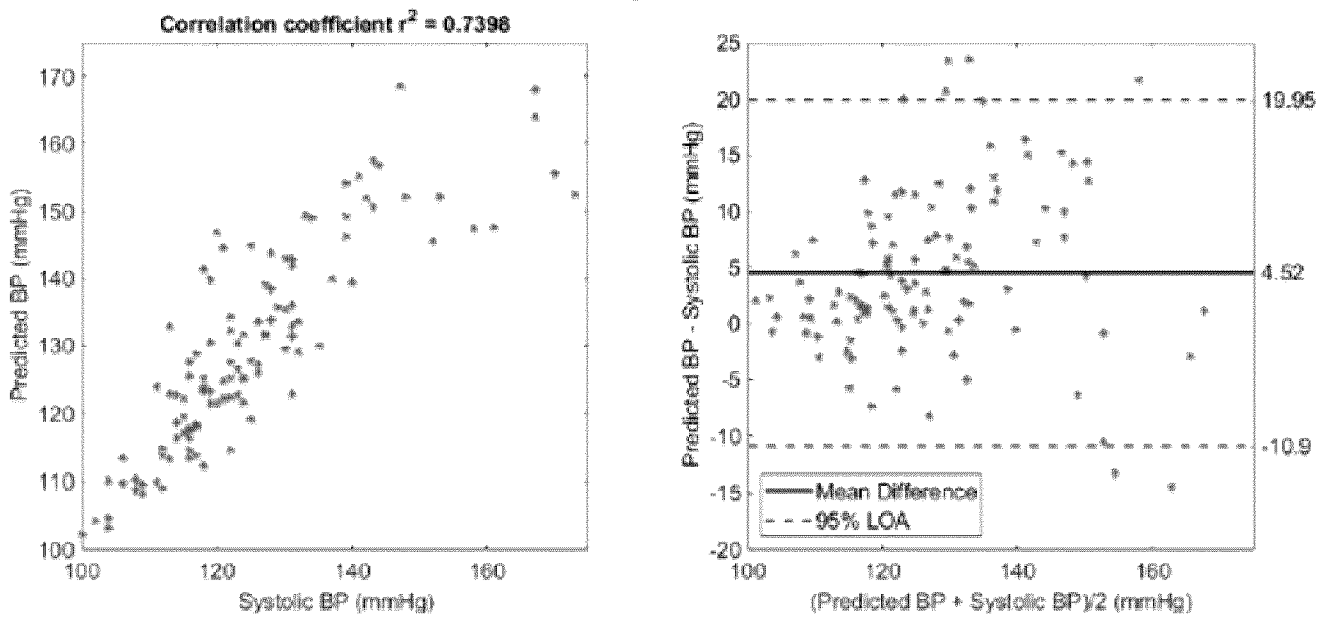 Correlation coefficient r² = 0.7398
170
160
150
140
130
120
110
100
Predicted BP (mmHg)
100 120 140 160
Systolic BP (mmHg)
25
20
15
10
5
0
-5
-10
-15
-20
Predicted BP - Systolic BP (mmHg)
19.95
4.52
-10.9
Mean Difference
95% LOA
100 120 140 160
(Predicted BP + Systolic BP)/2 (mmHg)